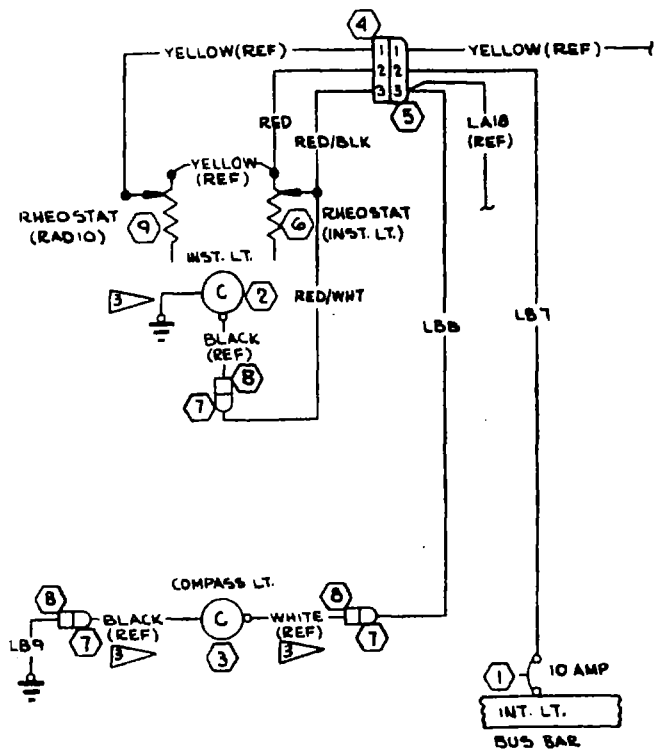 4
YELLOW (REF)
1 1
YELLOW (REF)
2 2
3 3
5
RED
RED/BLK
LA18
(REF)
YELLOW
(REF)
RHEOSTAT
(RADIO)
9
6
RHEOSTAT
(INST. LT.)
INST. LT.
3
C
2
RED/WHT
LB8
LB7
BLACK
(REF)
8
7
COMPASS LT.
8
BLACK
(REF)
7
3
C
3
WHITE
(REF)
3
8
7
LB9
1
10 AMP
INT. LT.
BUS BAR